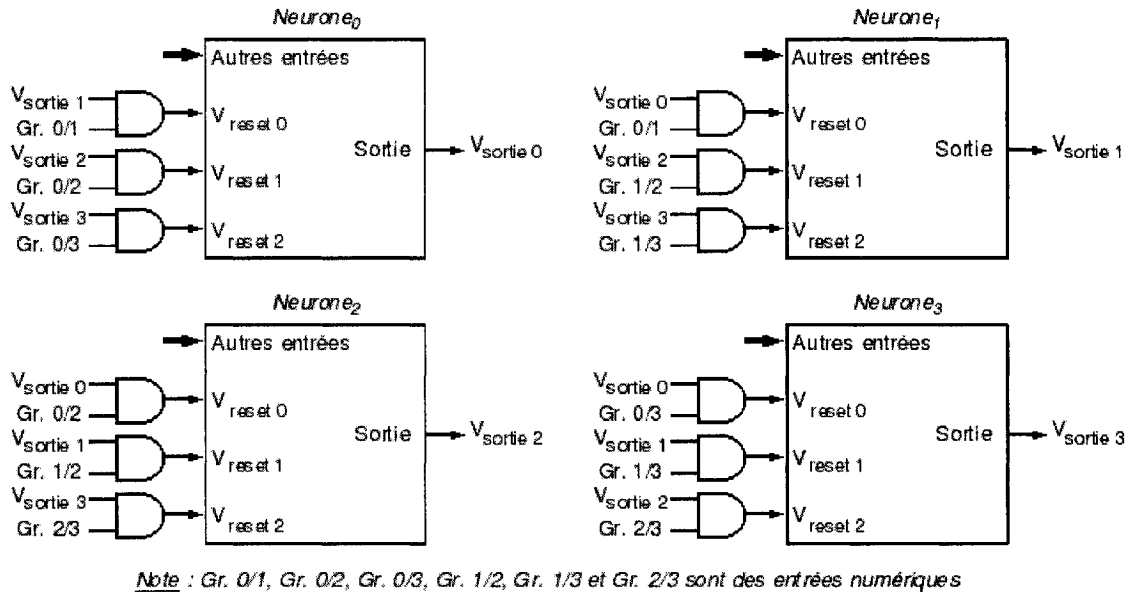 Neurone0
Autres entrées
Vsortie 1
Gr. 0/1
Vreset 0
Vsortie 2
Gr. 0/2
Vreset 1
Sortie
Vsortie 0
Vsortie 3
Gr. 0/3
Vreset 2
Neurone1
Autres entrées
Vsortie 0
Gr. 0/1
Vreset 0
Vsortie 2
Gr. 1/2
Vreset 1
Sortie
Vsortie 1
Vsortie 3
Gr. 1/3
Vreset 2
Neurone2
Autres entrées
Vsortie 0
Gr. 0/2
Vreset 0
Vsortie 1
Gr. 1/2
Vreset 1
Sortie
Vsortie 2
Vsortie 3
Gr. 2/3
Vreset 2
Neurone3
Autres entrées
Vsortie 0
Gr. 0/3
Vreset 0
Vsortie 1
Gr. 1/3
Vreset 1
Sortie
Vsortie 3
Vsortie 2
Gr. 2/3
Vreset 2
Note : Gr. 0/1, Gr. 0/2, Gr. 0/3, Gr. 1/2, Gr. 1/3 et Gr. 2/3 sont des entrées numériques